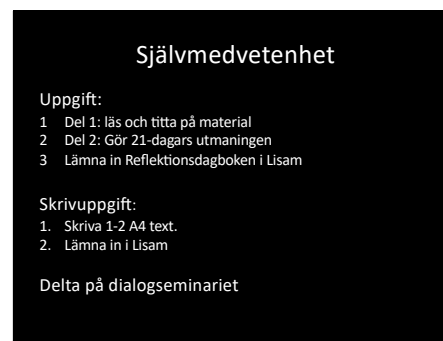 Självmedvetenhet
Uppgift:
1 Del 1: läs och titta på material
2 Del 2: Gör 21-dagars utmaningen
3 Lämna in Reflektionsdagboken i Lisam
Skrivuppgift:
1. Skriva 1-2 A4 text.
2. Lämna in i Lisam
Delta på dialogseminariet